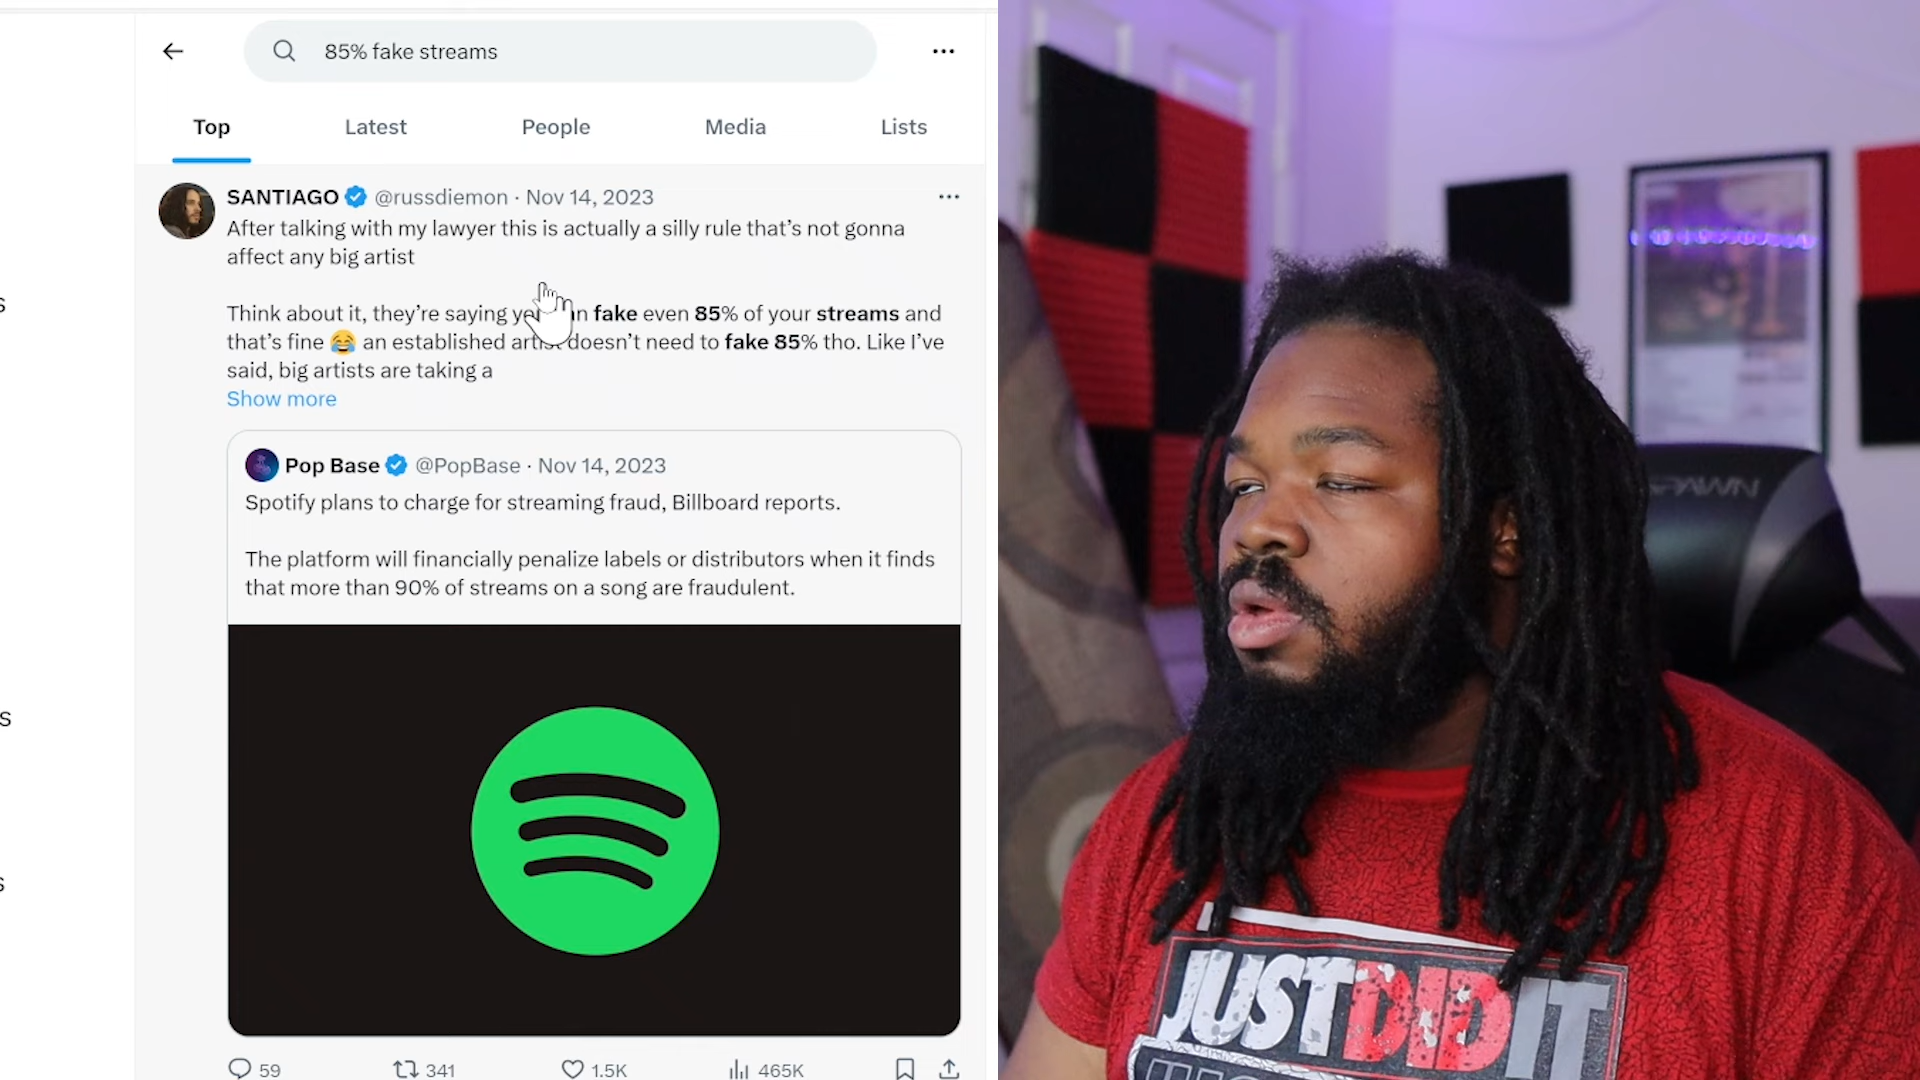 85% fake streams
Top
Latest
People
Media
Lists
SANTIAGO @russdiemon · Nov 14, 2023
After talking with my lawyer this is actually a silly rule that's not gonna
affect any big artist
Think about it, they're saying fake even 85% of your streams and
that's fine 😂 an established artist doesn't need to fake 85% tho. Like I've
said, big artists are taking a
Show more
Pop Base @PopBase · Nov 14, 2023
Spotify plans to charge for streaming fraud, Billboard reports.
The platform will financially penalize labels or distributors when it finds
that more than 90% of streams on a song are fraudulent.
59
341
1.5K
465K
JUST DID IT